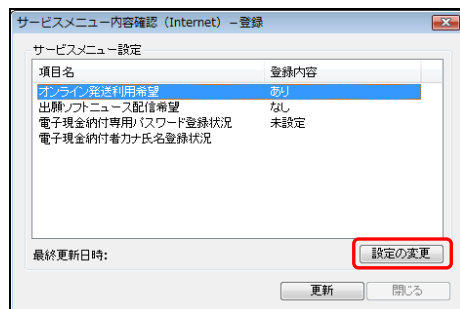 サービスメニュー内容確認（Internet）－登録
サービスメニュー設定
項目名 登録内容
オンライン発送利用希望 あり
出願ソフトニュース配信希望 なし
電子現金納付専用パスワード登録状況 未設定
電子現金納付者カナ氏名登録状況
最終更新日時:
設定の変更
更新 閉じる